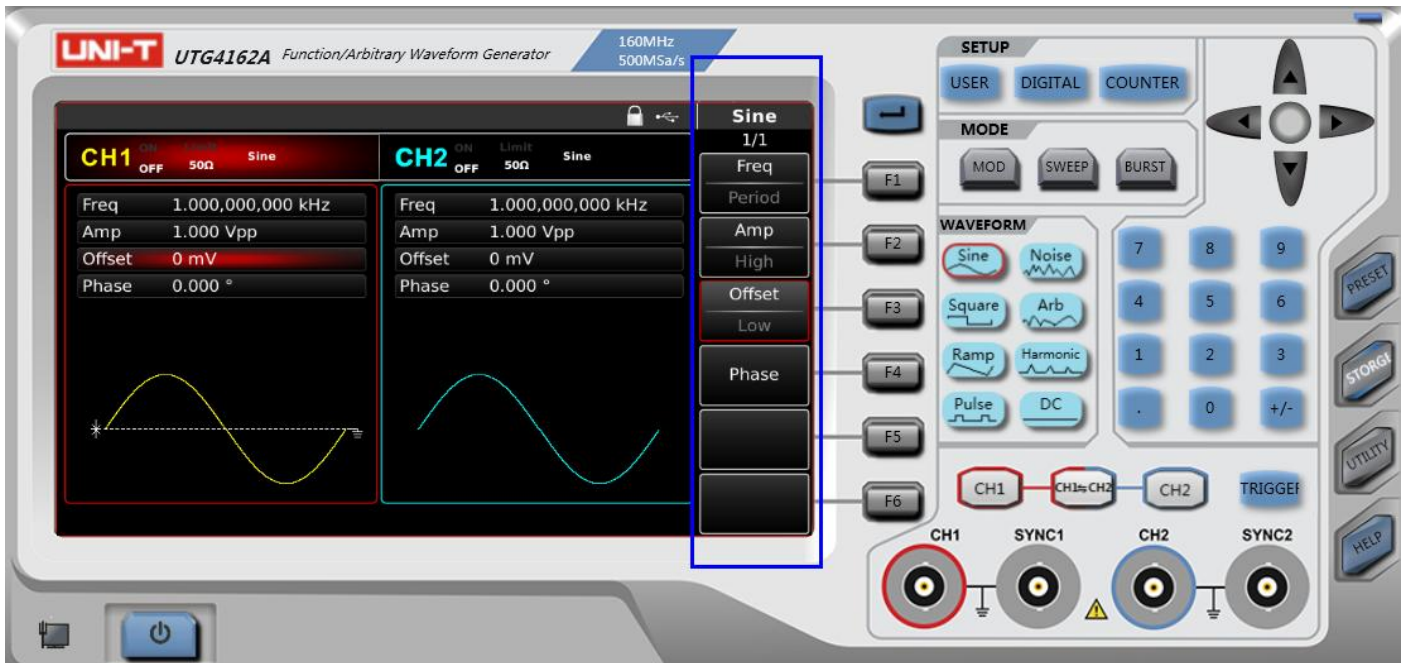 UNI-T UTG4162A Function/Arbitrary Waveform Generator
160MHz
500MSa/s
CH1 ON OFF Limit 50Ω Sine
CH2 ON OFF Limit 50Ω Sine
Freq 1.000,000,000 kHz
Amp 1.000 Vpp
Offset 0 mV
Phase 0.000 °
Freq 1.000,000,000 kHz
Amp 1.000 Vpp
Offset 0 mV
Phase 0.000 °
Sine
1/1
Freq
Period
Amp
High
Offset
Low
Phase
F1
F2
F3
F4
F5
F6
SETUP
USER DIGITAL COUNTER
MODE
MOD SWEEP BURST
WAVEFORM
Sine Noise
Square Arb
Ramp Harmonic
Pulse DC
7 8 9
4 5 6
1 2 3
. 0 +/-
CH1 CH1⇋CH2 CH2 TRIGGEF
CH1 SYNC1 CH2 SYNC2
PRESET
STORGE
UTILITY
HELP